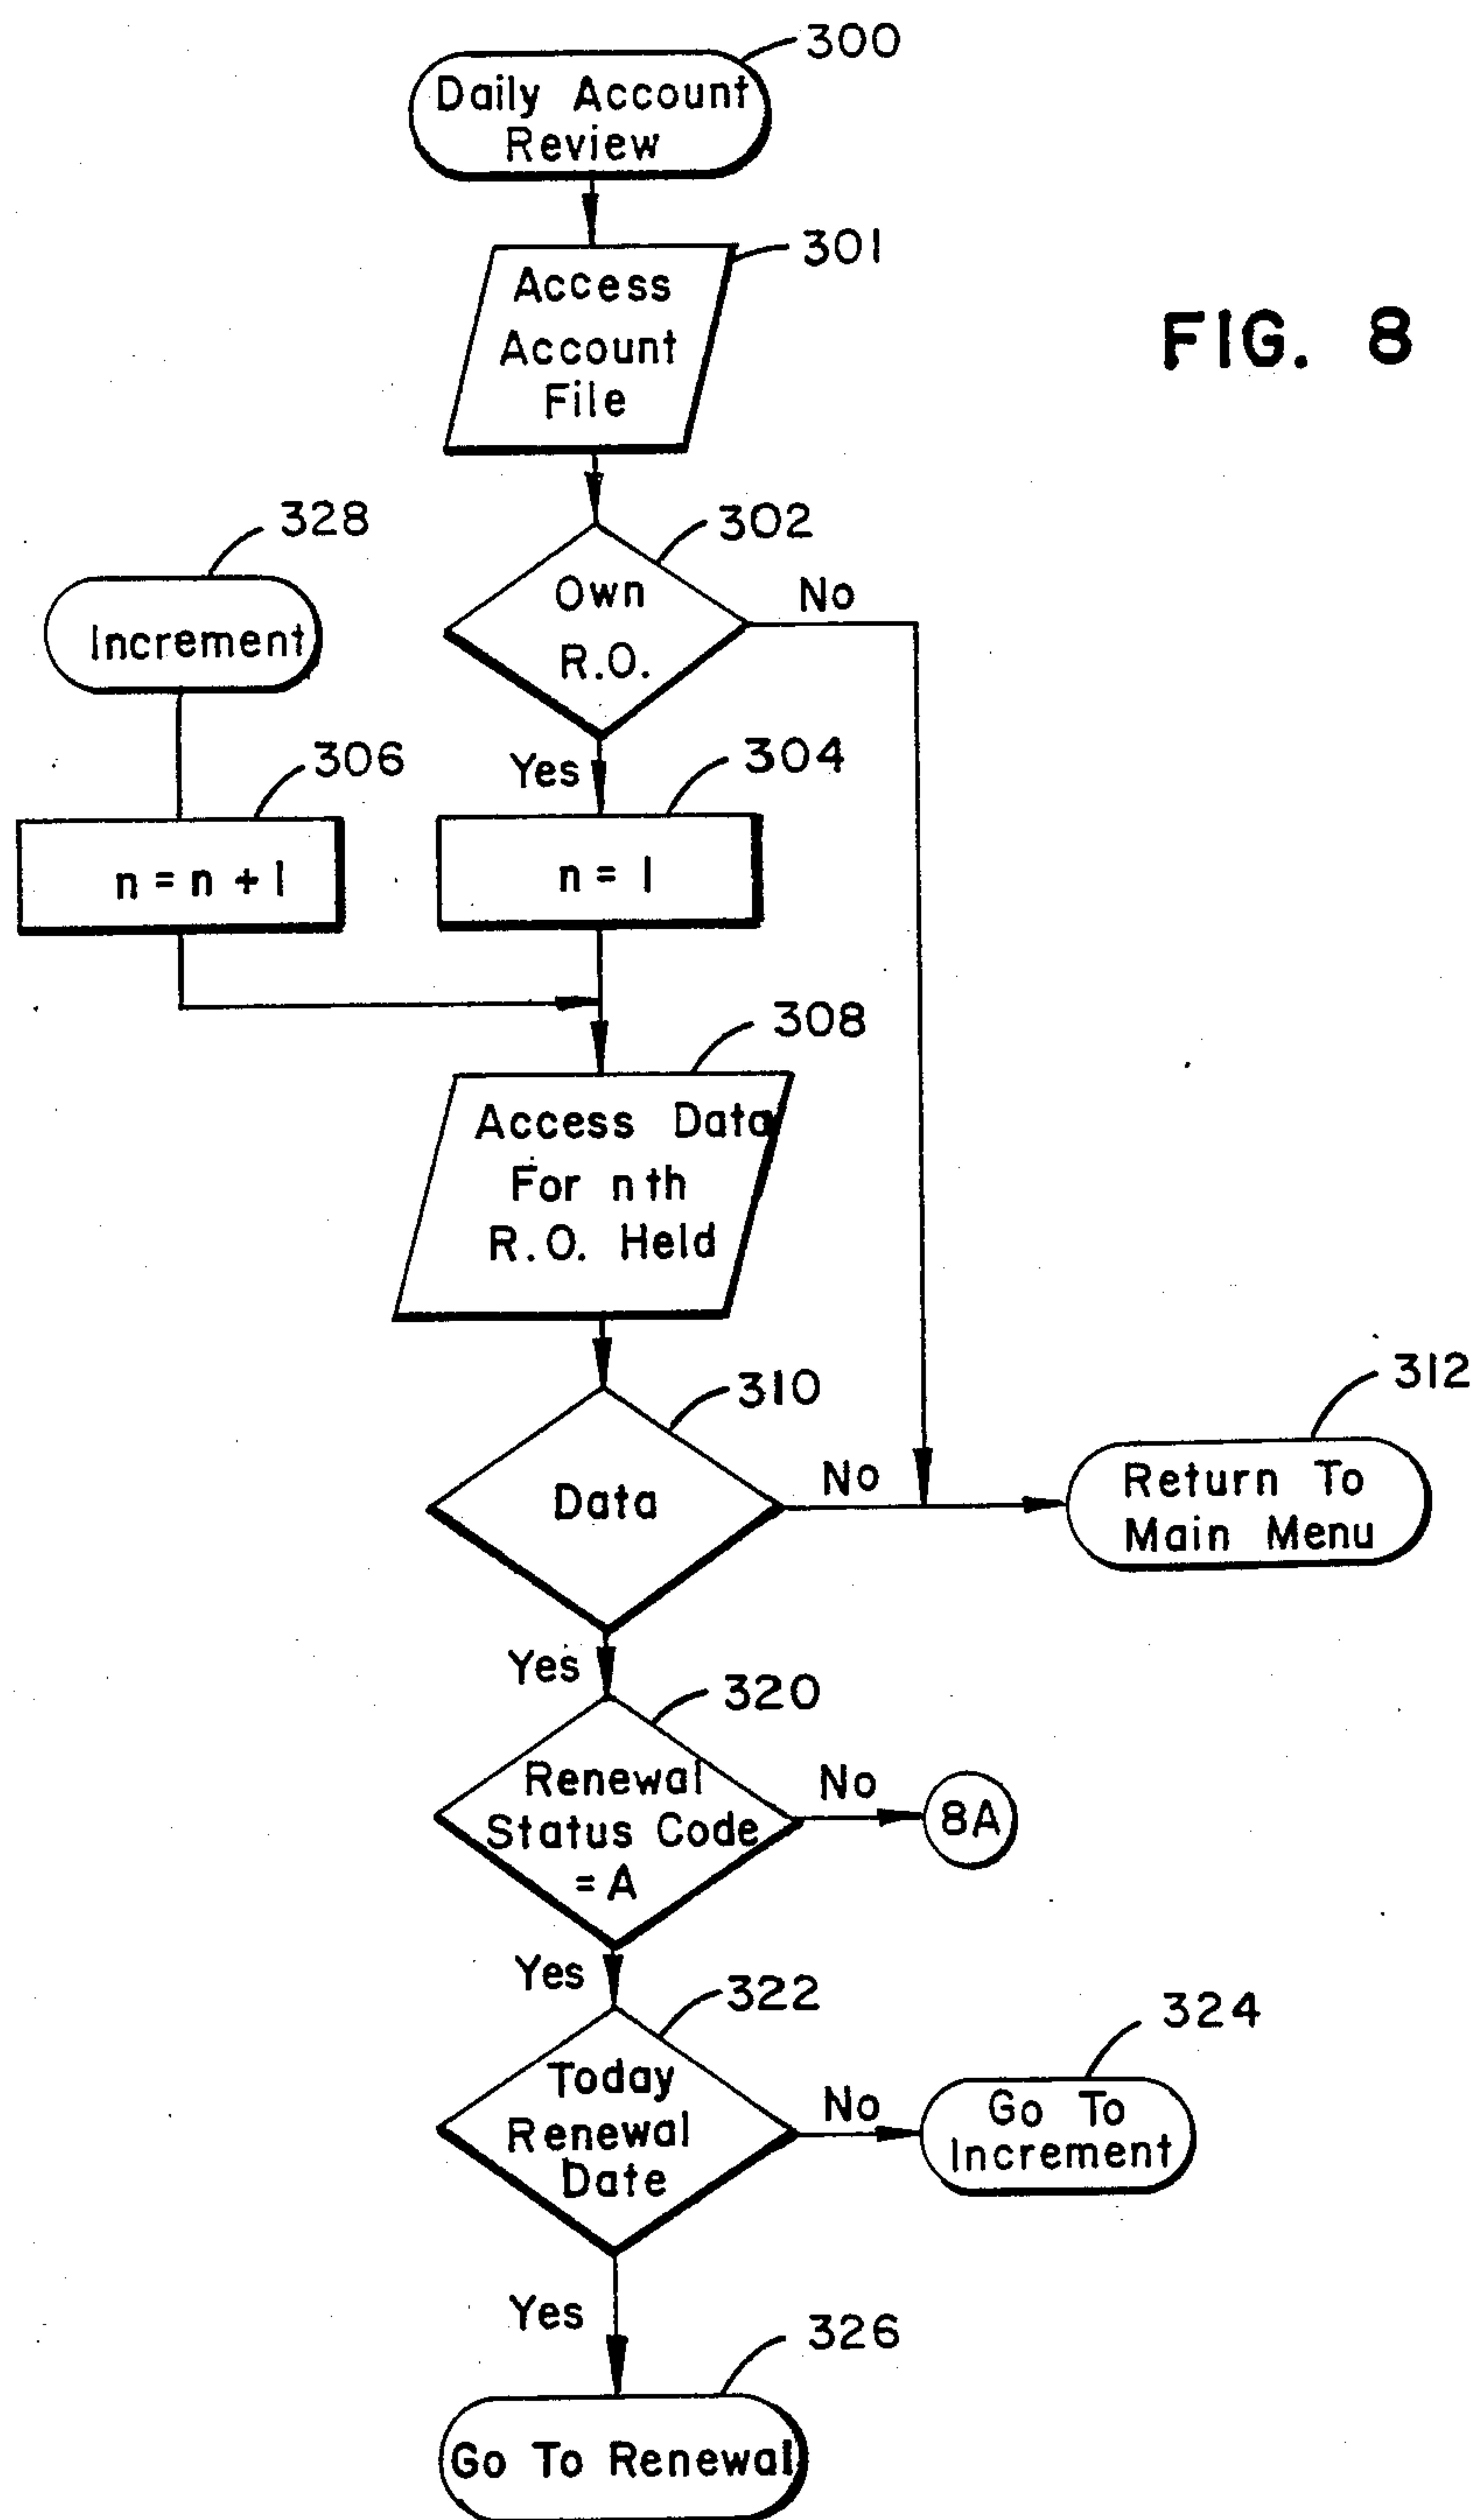 300
Daily Account
Review
301
Access
Account
File
FIG. 8
328
Increment
302
Own
R.O.
No
306
n = n + 1
Yes
304
n = 1
308
Access Data
For nth
R.O. Held
310
Data
No
312
Return To
Main Menu
Yes
320
Renewal
Status Code
= A
No
8A
Yes
322
Today
Renewal
Date
No
324
Go To
Increment
Yes
326
Go To Renewal